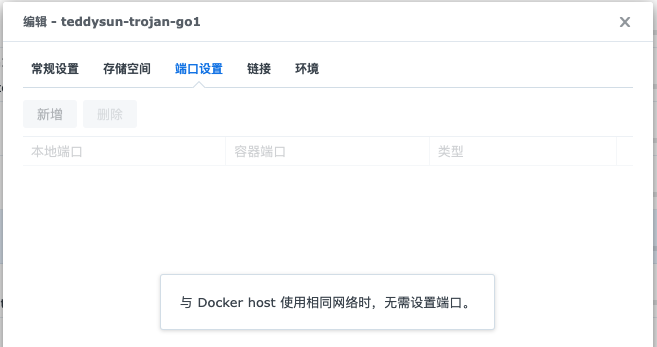 编辑 - teddysun-trojan-go1
常规设置 存储空间 端口设置 链接 环境
新增 删除
本地端口 容器端口 类型
与 Docker host 使用相同网络时，无需设置端口。